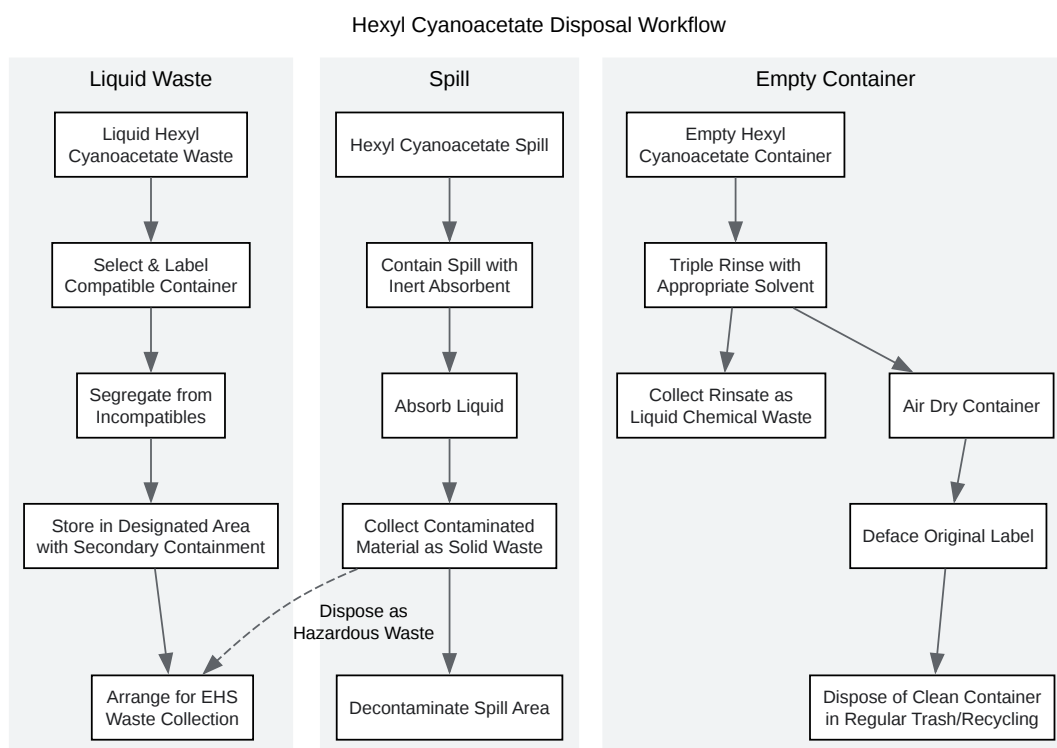 Hexyl Cyanoacetate Disposal Workflow
Liquid Waste
Liquid Hexyl
Cyanoacetate Waste
Select & Label
Compatible Container
Segregate from
Incompatibles
Store in Designated Area
with Secondary Containment
Arrange for EHS
Waste Collection
Spill
Hexyl Cyanoacetate Spill
Contain Spill with
Inert Absorbent
Absorb Liquid
Collect Contaminated
Material as Solid Waste
Dispose as
Hazardous Waste
Decontaminate Spill Area
Empty Container
Empty Hexyl
Cyanoacetate Container
Triple Rinse with
Appropriate Solvent
Collect Rinsate as
Liquid Chemical Waste
Air Dry Container
Deface Original Label
Dispose of Clean Container
in Regular Trash/Recycling